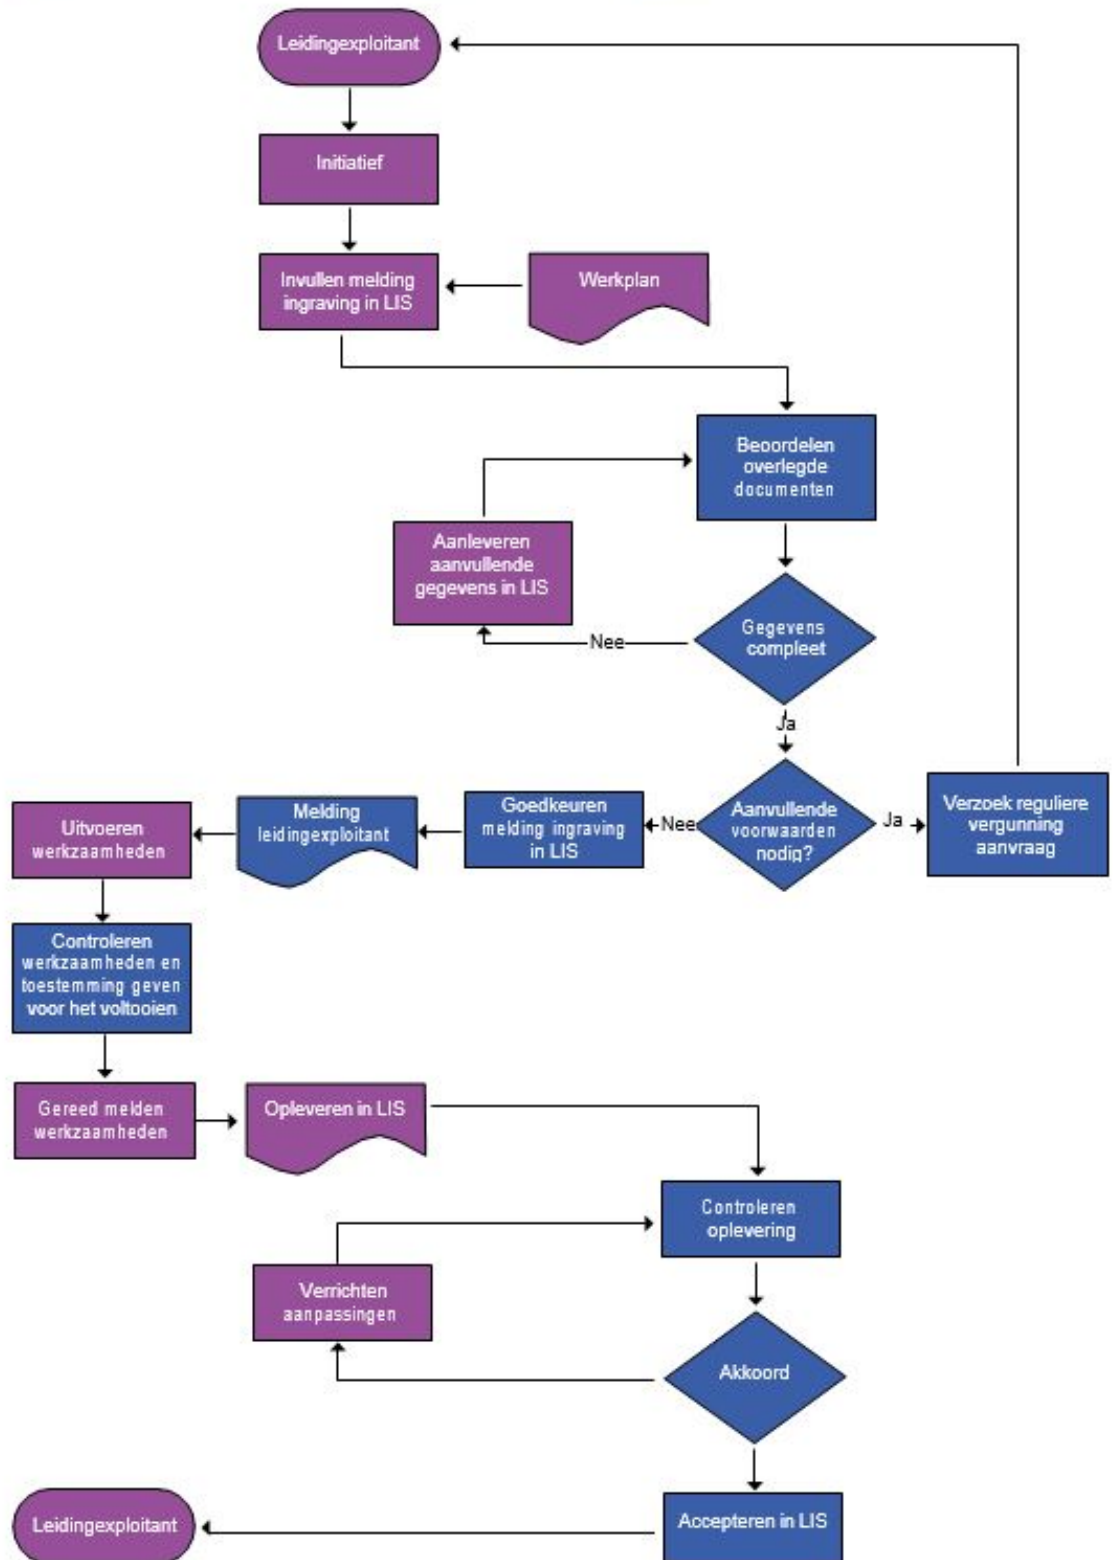 Leidingexploitant
Initiatief
Invullen melding
ingraving in LIS
Werkplan
Beoordelen
overlegde
documenten
Aanleveren
aanvullende
gegevens in LIS
Gegevens
compleet
Nee
Ja
Aanvullende
voorwaarden
nodig?
Ja
Verzoek reguliere
vergunning
aanvraag
Nee
Goedkeuren
melding ingraving
in LIS
Melding
leidingexploitant
Uitvoeren
werkzaamheden
Controleren
werkzaamheden en
toestemming geven
voor het voltooien
Gereed melden
werkzaamheden
Opleveren in LIS
Controleren
oplevering
Verrichten
aanpassingen
Akkoord
Accepteren in LIS
Leidingexploitant